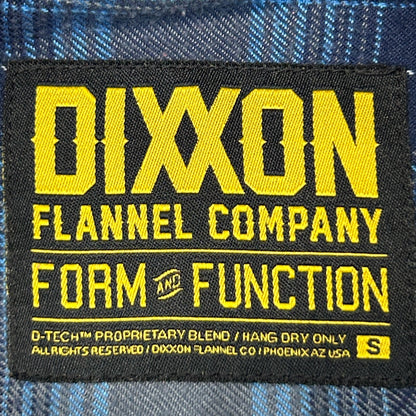 DIXXON
FLANNEL COMPANY
FORM AND FUNCTION
D-TECH™ PROPRIETARY BLEND / HANG DRY ONLY
ALL RIGHTS RESERVED / DIXXON FLANNEL CO / PHOENIX AZ USA
S